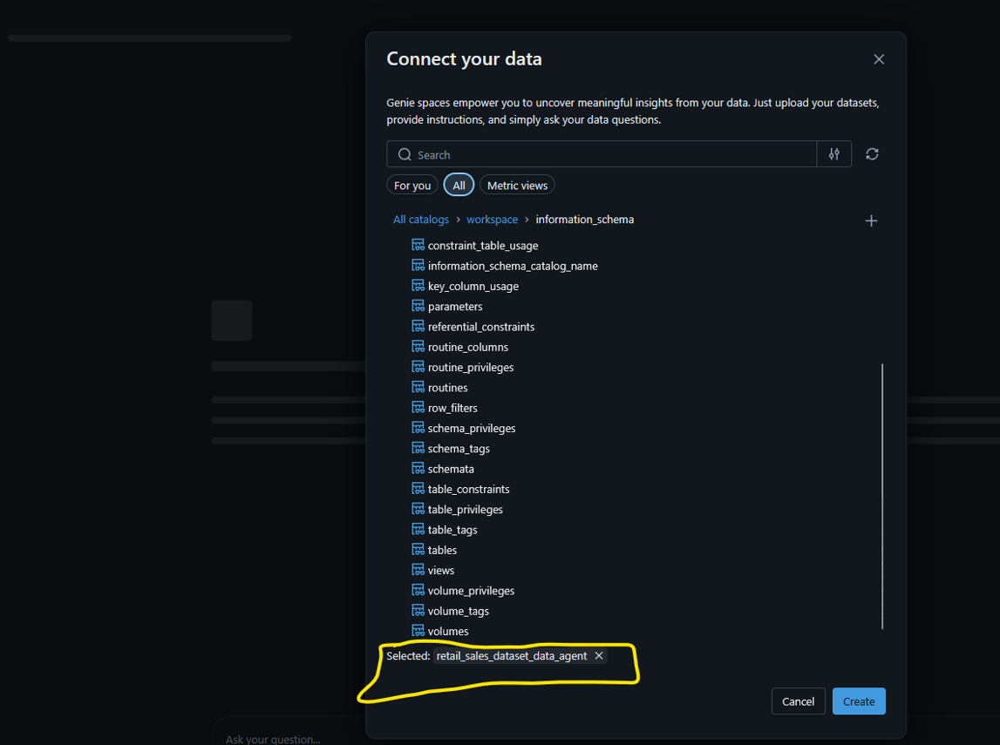 Connect your data
Genie spaces empower you to uncover meaningful insights from your data. Just upload your datasets,
provide instructions, and simply ask your data questions.
Search
For you All Metric views
All catalogs > workspace > information_schema
constraint_table_usage
information_schema_catalog_name
key_column_usage
parameters
referential_constraints
routine_columns
routine_privileges
routines
row_filters
schema_privileges
schema_tags
schemata
table_constraints
table_privileges
table_tags
tables
views
volume_privileges
volume_tags
volumes
Selected: retail_sales_dataset_data_agent
Cancel Create
Ask your question...